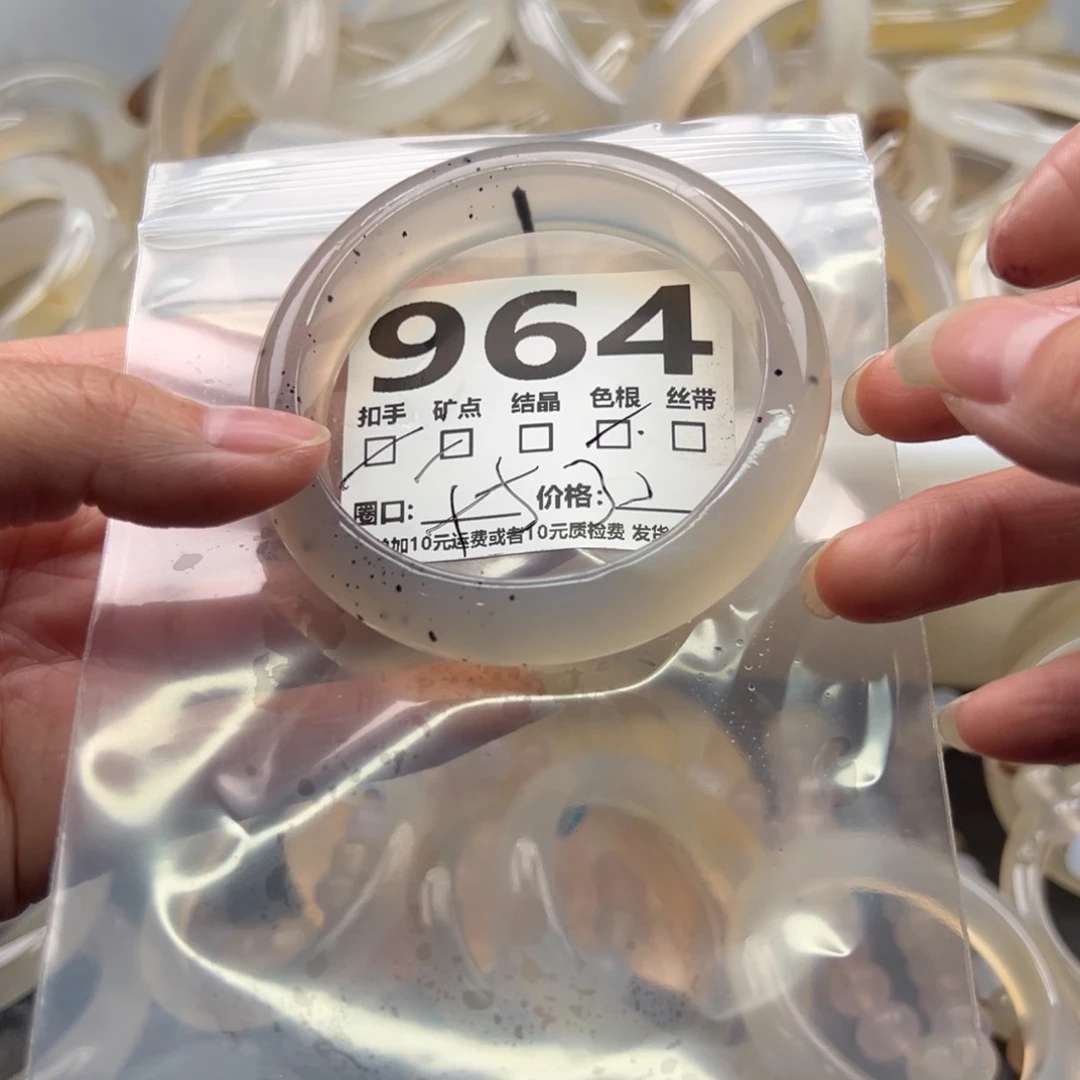 964
扣手 矿点 结晶 色根 丝带
圈口: 价格:
加10元运费或者10元质检费 发货